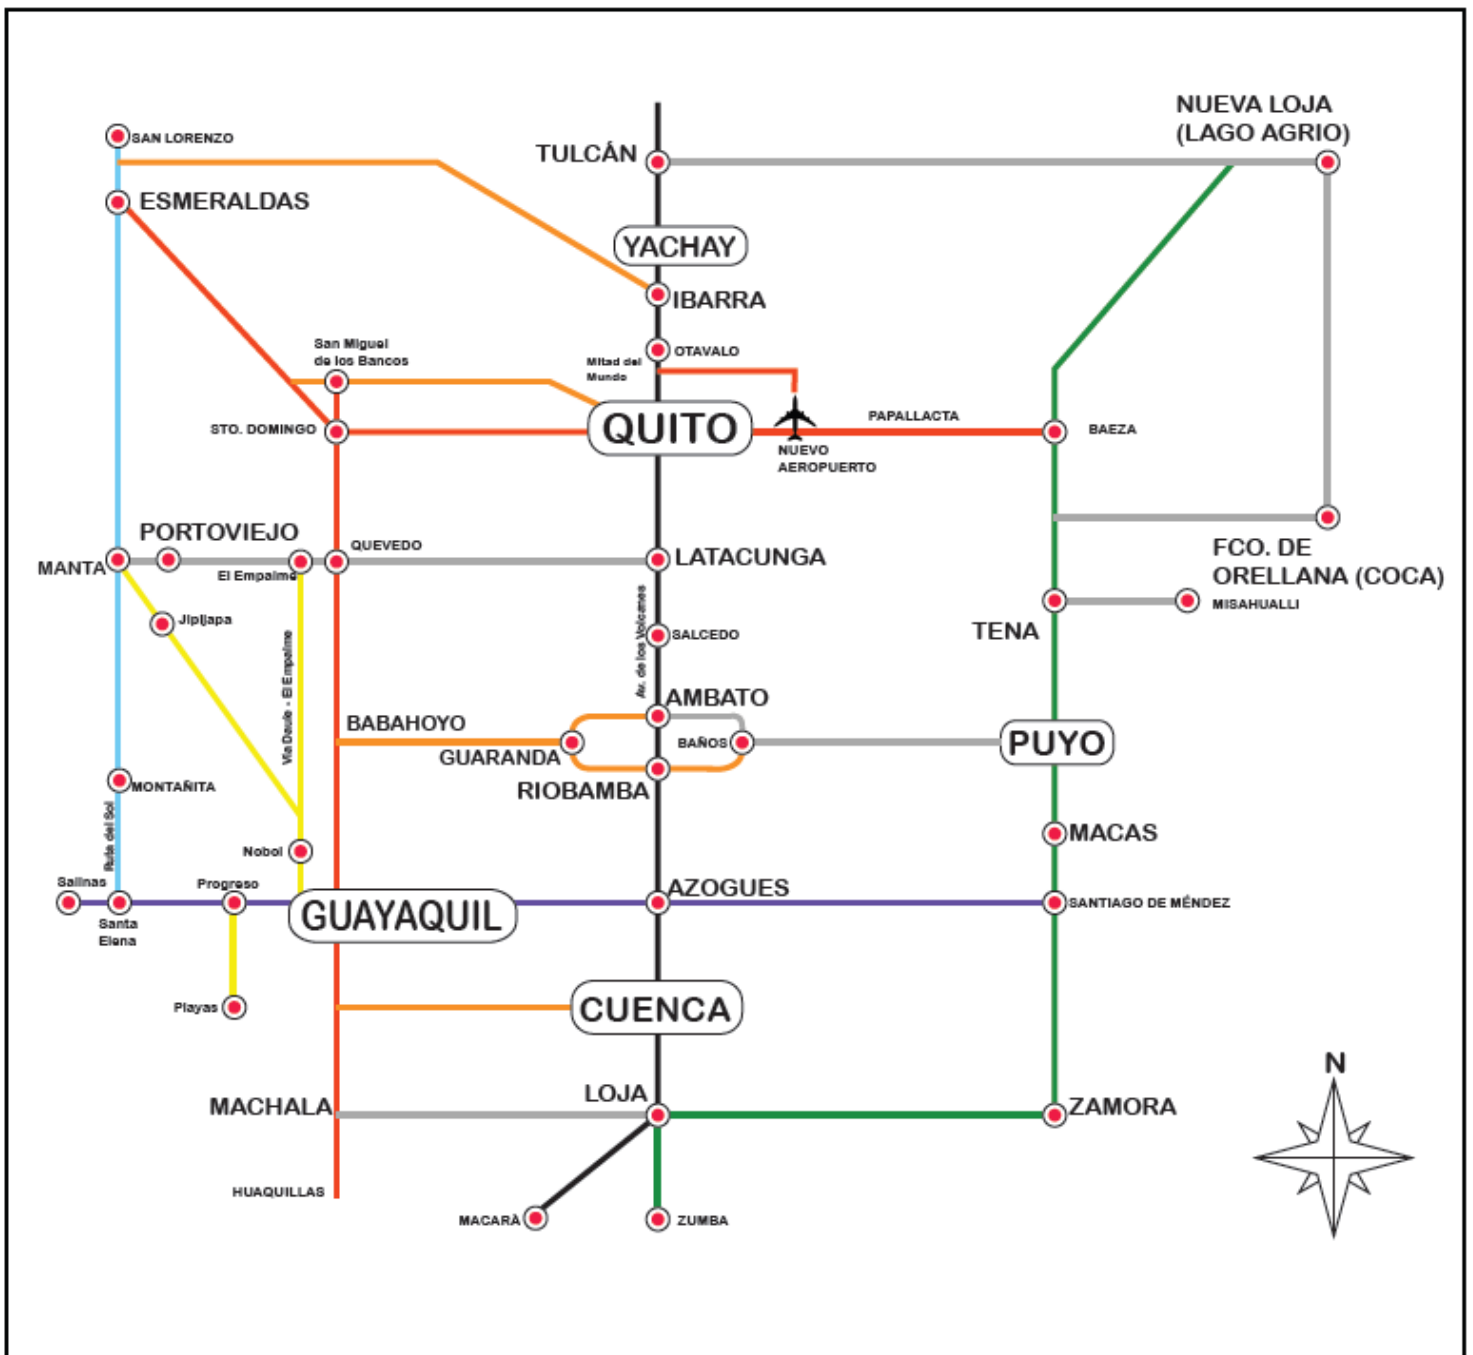 NUEVA LOJA
(LAGO AGRIO)
SAN LORENZO
TULCÁN
ESMERALDAS
YACHAY
IBARRA
San Miguel
de los Bancos
OTAVALO
Mitad del
Mundo
STO. DOMINGO
QUITO
PAPALLACTA
BAEZA
NUEVO
AEROPUERTO
PORTOVIEJO
QUEVEDO
MANTA
El Empalme
LATACUNGA
FCO. DE
ORELLANA (COCA)
MISAHUALLI
Jipijapa
TENA
SALCEDO
Av. de los Volcanes
Via Daule - El Empalme
AMBATO
BABAHOYO
GUARANDA
BAÑOS
PUYO
RIOBAMBA
MONTAÑITA
Ruta del Sol
MACAS
Nobol
Salinas
Progreso
AZOGUES
GUAYAQUIL
SANTIAGO DE MÉNDEZ
Santa
Elena
Playas
CUENCA
N
LOJA
MACHALA
ZAMORA
HUAQUILLAS
MACARÀ
ZUMBA